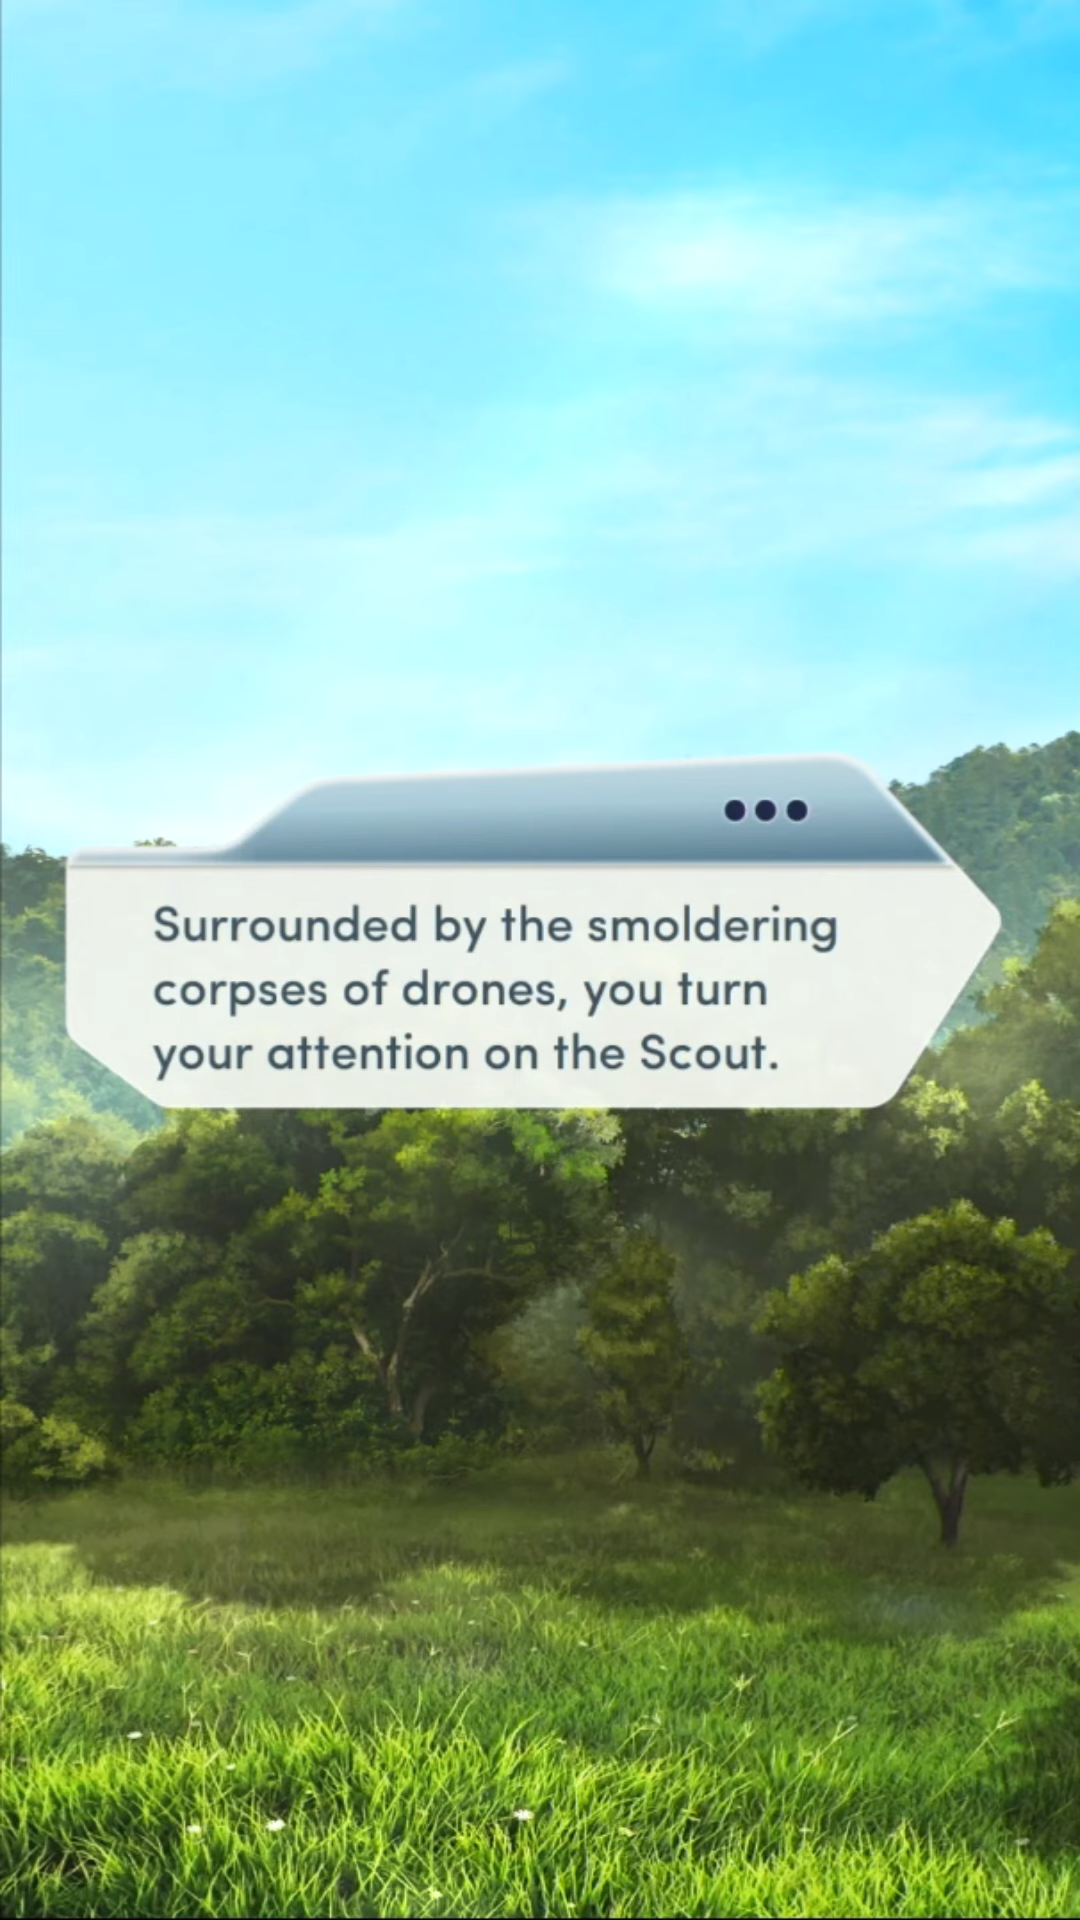 Surrounded by the smoldering
corpses of drones, you turn
your attention on the Scout.